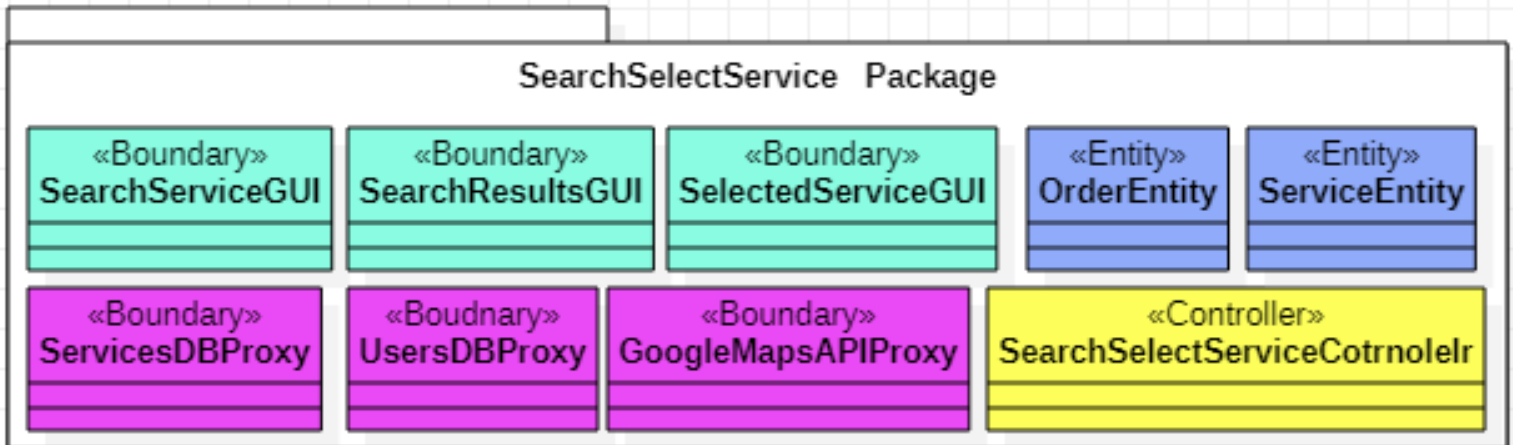 SearchSelectService Package
«Boundary» «Boundary» «Boundary» «Entity» «Entity»
SearchServiceGUI SearchResultsGUI SelectedServiceGUI OrderEntity ServiceEntity
«Boundary» «Boudnary» «Boundary» «Controller»
ServicesDBProxy UsersDBProxy GoogleMapsAPIProxy SearchSelectServiceCotrnolelr